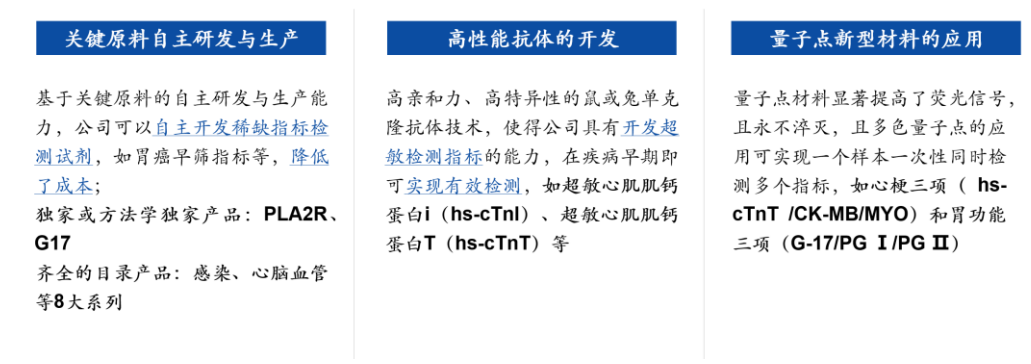 关键原料自主研发与生产
基于关键原料的自主研发与生产能
力，公司可以自主开发稀缺指标检
测试剂，如胃癌早筛指标等，降低
了成本；
独家或方法学独家产品：PLA2R、
G17
齐全的目录产品：感染、心脑血管
等8大系列
高性能抗体的开发
高亲和力、高特异性的鼠或兔单克
隆抗体技术，使得公司具有开发超
敏检测指标的能力，在疾病早期即
可实现有效检测，如超敏心肌肌钙
蛋白i（hs-cTnI）、超敏心肌肌钙
蛋白T（hs-cTnT）等
量子点新型材料的应用
量子点材料显著提高了荧光信号，
且永不淬灭，且多色量子点的应
用可实现一个样本一次性同时检
测多个指标，如心梗三项（ hs-
cTnT /CK-MB/MYO）和胃功能
三项（G-17/PG Ⅰ/PG Ⅱ）